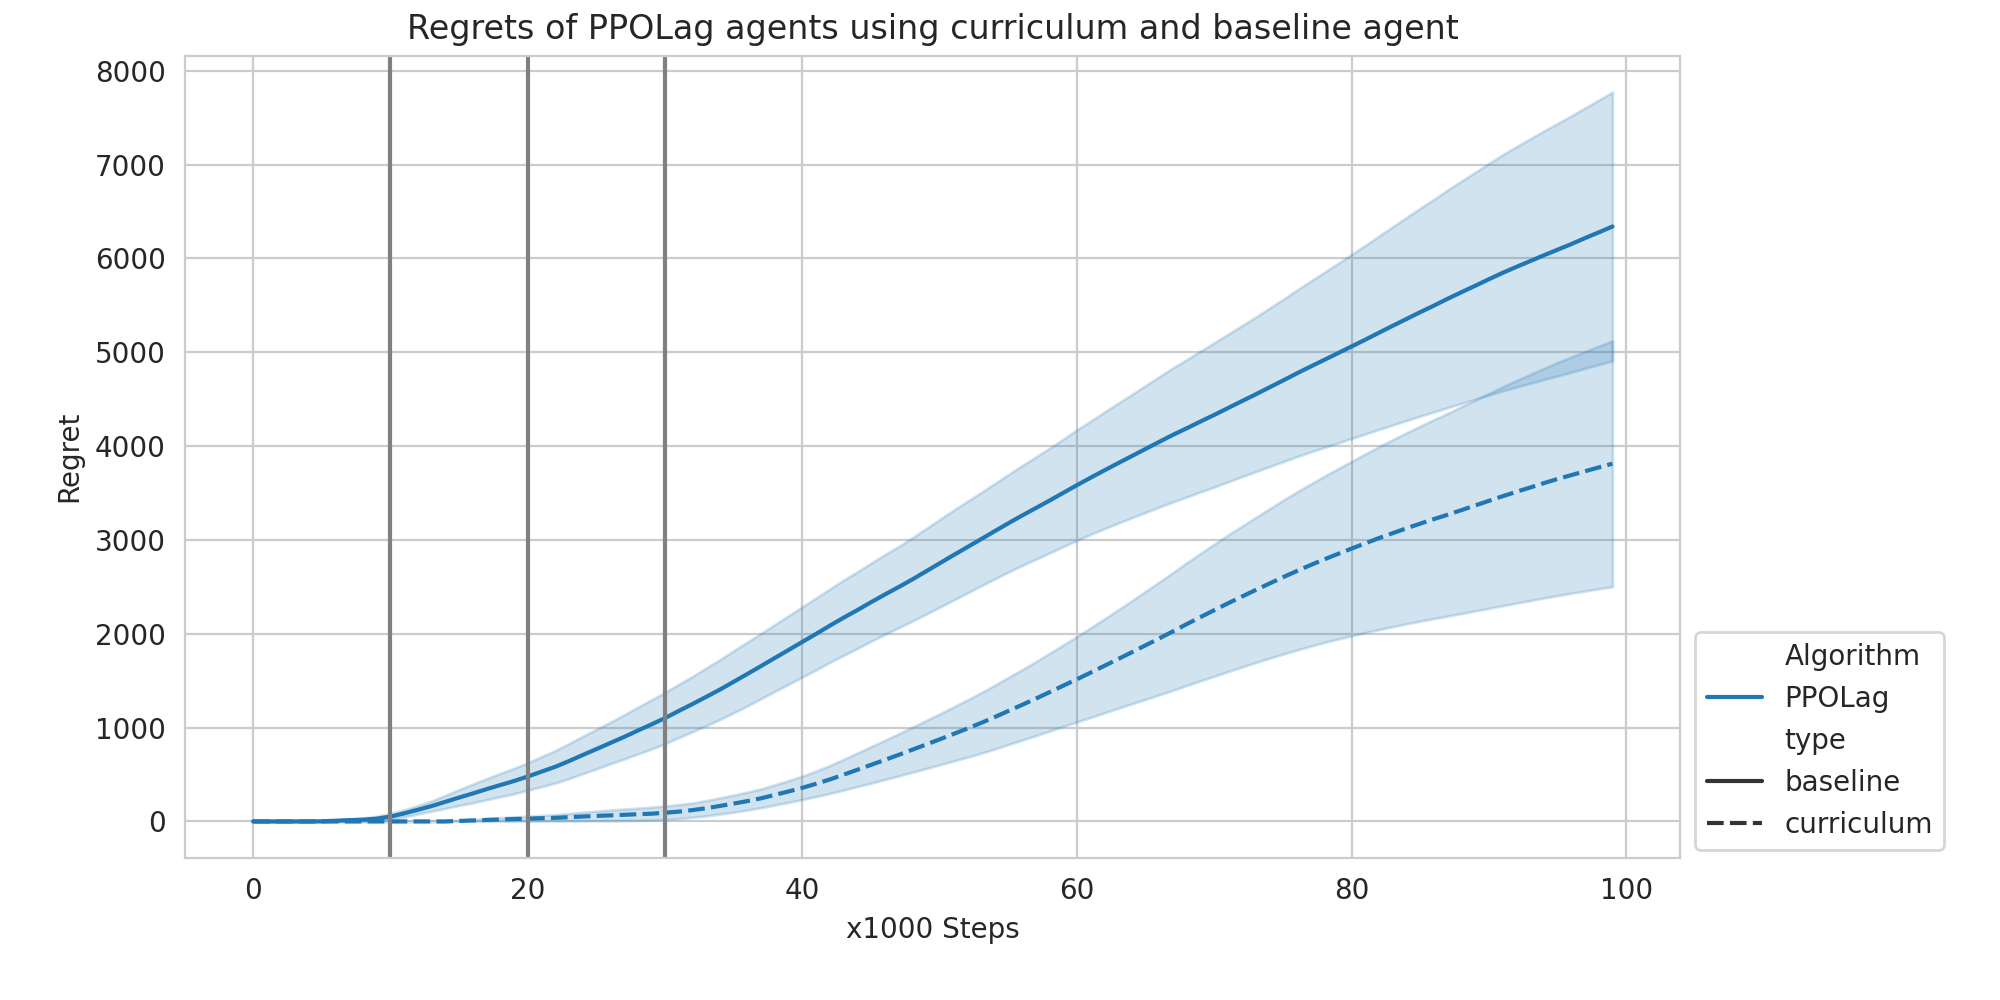 Regrets of PPOLag agents using curriculum and baseline agent
8000
7000
6000
5000
4000
3000
2000
1000
0
Regret
0
20
40
60
80
100
x1000 Steps
Algorithm
PPOLag
type
baseline
curriculum